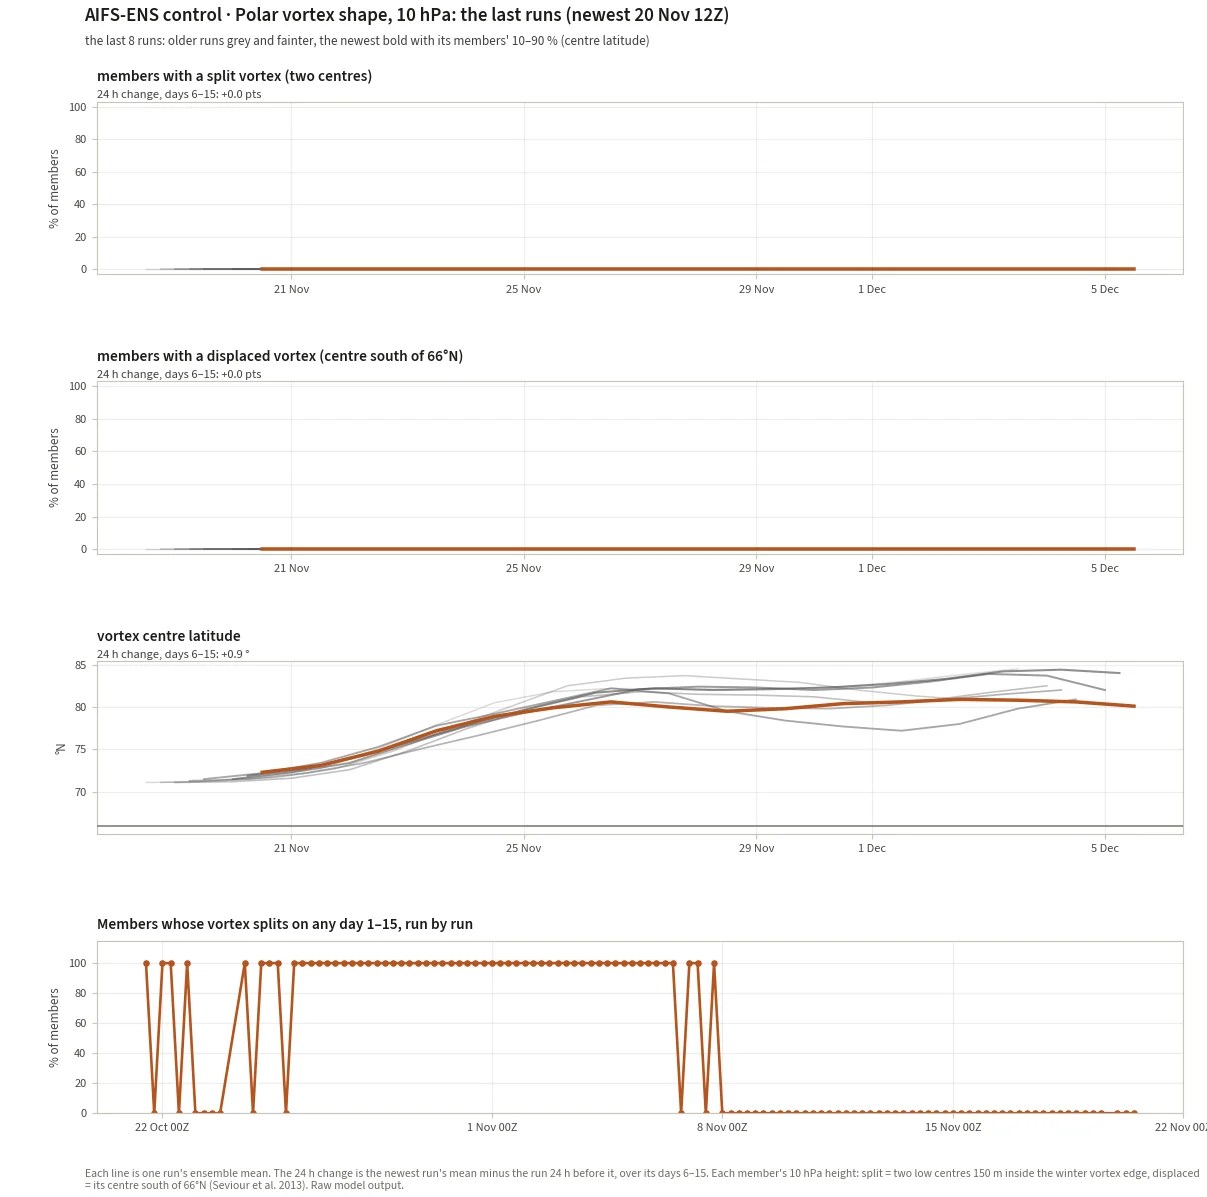 AIFS-ENS control · Polar vortex shape, 10 hPa: the last runs (newest 20 Nov 12Z)
the last 8 runs: older runs grey and fainter, the newest bold with its members' 10–90 % (centre latitude)
members with a split vortex (two centres)
24 h change, days 6–15: +0.0 pts
100
80
60
40
20
0
% of members
21 Nov 25 Nov 29 Nov 1 Dec 5 Dec
members with a displaced vortex (centre south of 66°N)
24 h change, days 6–15: +0.0 pts
100
80
60
40
20
0
% of members
21 Nov 25 Nov 29 Nov 1 Dec 5 Dec
vortex centre latitude
24 h change, days 6–15: +0.9 °
85
80
75
70
°N
21 Nov 25 Nov 29 Nov 1 Dec 5 Dec
Members whose vortex splits on any day 1–15, run by run
100
80
60
40
20
0
% of members
22 Oct 00Z 1 Nov 00Z 8 Nov 00Z 15 Nov 00Z 22 Nov 00Z
Each line is one run's ensemble mean. The 24 h change is the newest run's mean minus the run 24 h before it, over its days 6–15. Each member's 10 hPa height: split = two low centres 150 m inside the winter vortex edge, displaced
= its centre south of 66°N (Seviour et al. 2013). Raw model output.